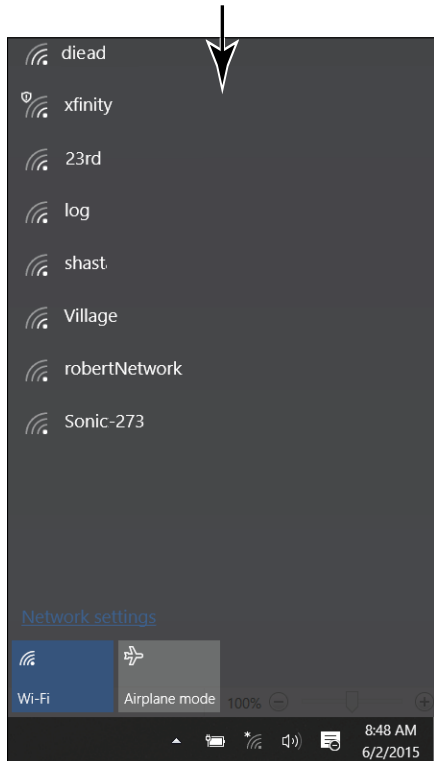 diead
xfinity
23rd
log
shast
Village
robertNetwork
Sonic-273
Network settings
Wi-Fi
Airplane mode
100%
8:48 AM
6/2/2015